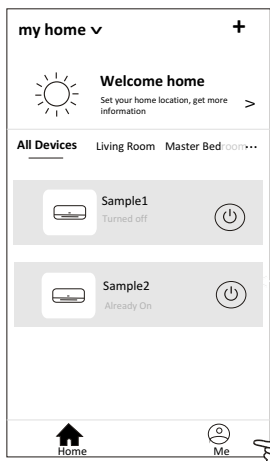 my home
Welcome home
Set your home location, get more
information
All Devices Living Room Master Bedroom
Sample1
Turned off
Sample2
Already On
Home Me